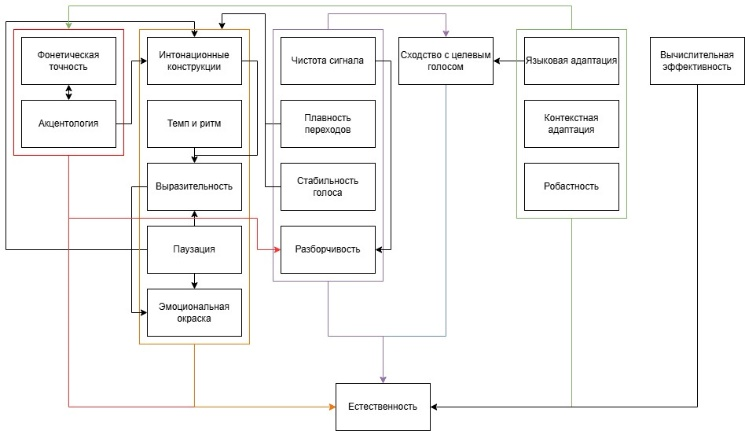 Фонетическая
точность
Интонационные
конструкции
Чистота сигнала
Сходство с целевым
голосом
Языковая адаптация
Вычислительная
эффективность
Акцентология
Темп и ритм
Плавность
переходов
Контекстная
адаптация
Выразительность
Стабильность
голоса
Робастность
Паузация
Разборчивость
Эмоциональная
окраска
Естественность